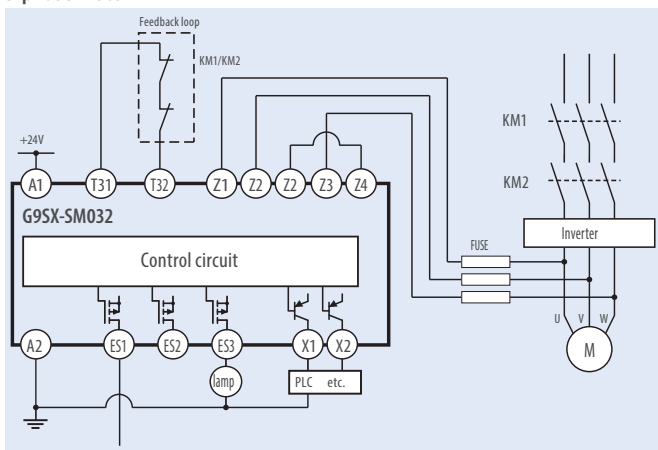 Feedback loop
KM1/KM2
+24V
A1
T31
T32
Z1
Z2
Z2
Z3
Z4
G9SX-SM032
Control circuit
A2
ES1
ES2
ES3
X1
X2
lamp
PLC etc.
KM1
KM2
Inverter
FUSE
U
V
W
M